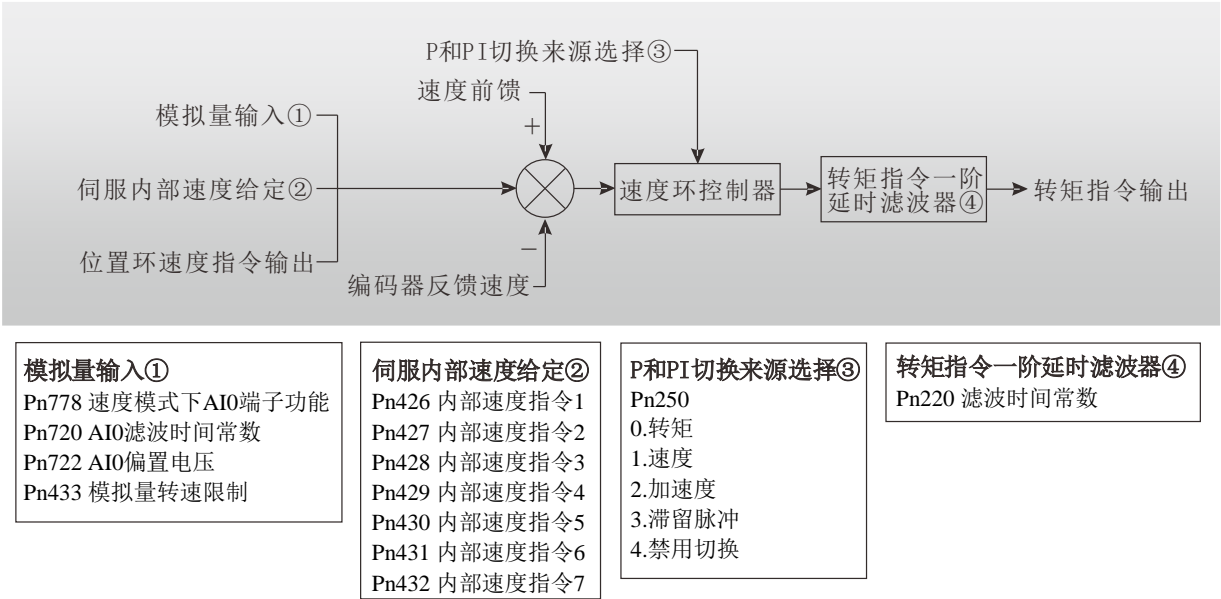 P和PI切换来源选择③
速度前馈
+
模拟量输入①
伺服内部速度给定②
位置环速度指令输出
速度环控制器
转矩指令一阶
延时滤波器④
转矩指令输出
−
编码器反馈速度
模拟量输入①
Pn778 速度模式下AI0端子功能
Pn720 AI0滤波时间常数
Pn722 AI0偏置电压
Pn433 模拟量转速限制
伺服内部速度给定②
Pn426 内部速度指令1
Pn427 内部速度指令2
Pn428 内部速度指令3
Pn429 内部速度指令4
Pn430 内部速度指令5
Pn431 内部速度指令6
Pn432 内部速度指令7
P和PI切换来源选择③
Pn250
0.转矩
1.速度
2.加速度
3.滞留脉冲
4.禁用切换
转矩指令一阶延时滤波器④
Pn220 滤波时间常数